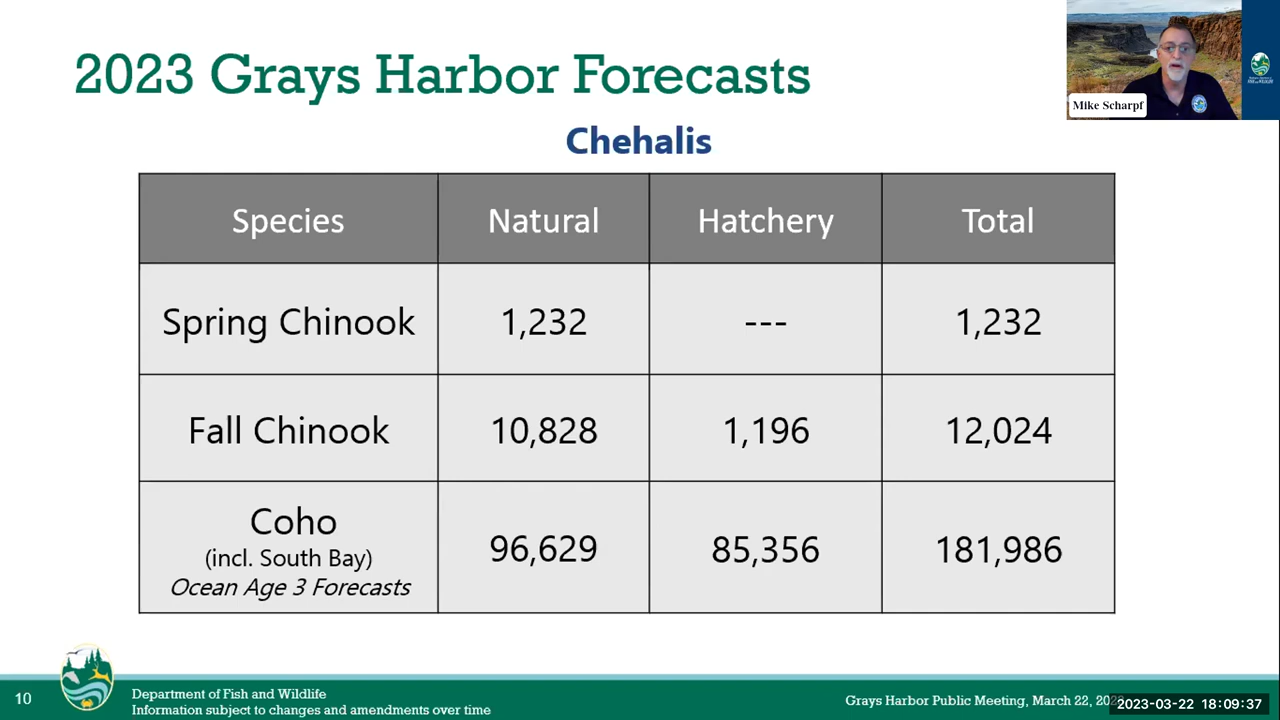 2023 Grays Harbor Forecasts
Mike Scharpf
Chehalis
Species Natural Hatchery Total
Spring Chinook 1,232 --- 1,232
Fall Chinook 10,828 1,196 12,024
Coho
(incl. South Bay)
Ocean Age 3 Forecasts
96,629 85,356 181,986
10
Department of Fish and Wildlife
Information subject to changes and amendments over time
Grays Harbor Public Meeting, March 22,
2023-03-22 18:09:37